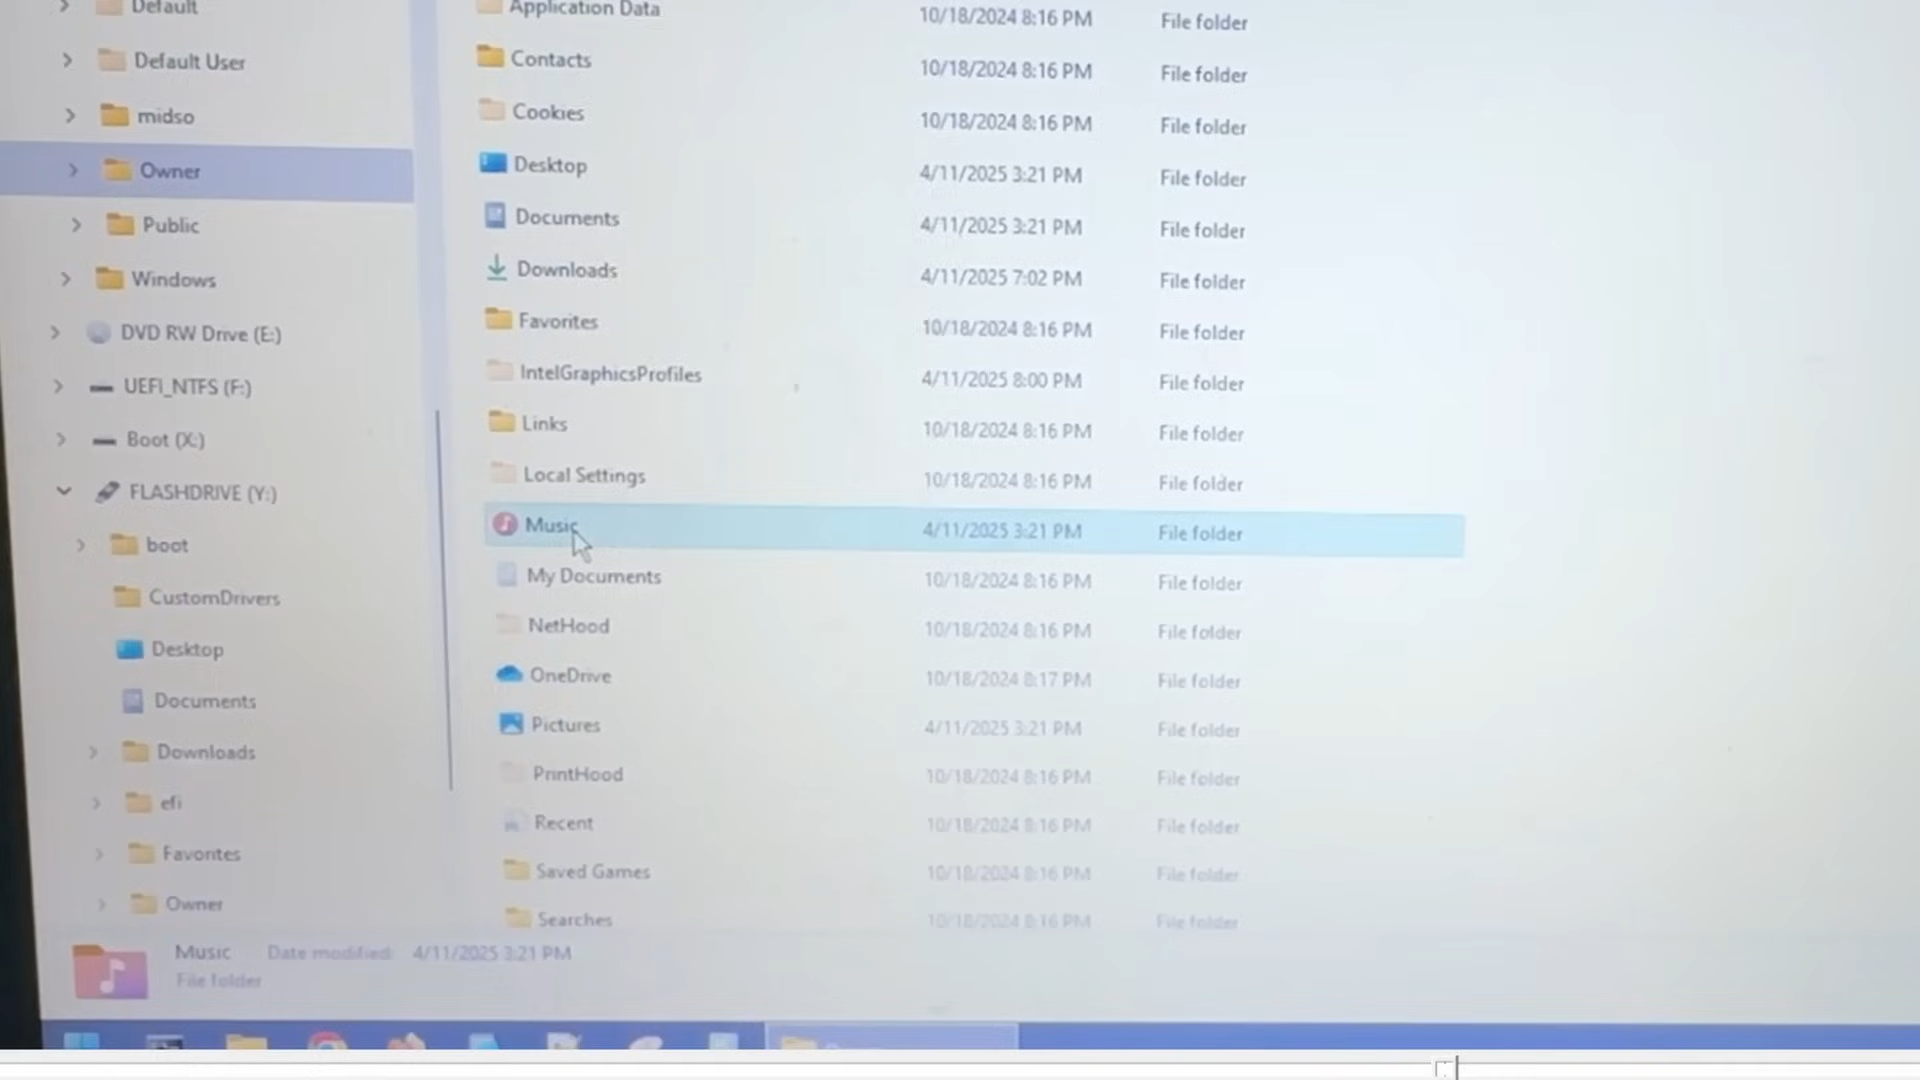 Default
Default User
midso
Owner
Public
Windows
DVD RW Drive (E:)
UEFI_NTFS (F:)
Boot (X:)
FLASHDRIVE (Y:)
boot
CustomDrivers
Desktop
Documents
Downloads
efi
Favorites
Owner
Application Data 10/18/2024 8:16 PM File folder
Contacts 10/18/2024 8:16 PM File folder
Cookies 10/18/2024 8:16 PM File folder
Desktop 4/11/2025 3:21 PM File folder
Documents 4/11/2025 3:21 PM File folder
Downloads 4/11/2025 7:02 PM File folder
Favorites 10/18/2024 8:16 PM File folder
IntelGraphicsProfiles 4/11/2025 8:00 PM File folder
Links 10/18/2024 8:16 PM File folder
Local Settings 10/18/2024 8:16 PM File folder
Music 4/11/2025 3:21 PM File folder
My Documents 10/18/2024 8:16 PM File folder
NetHood 10/18/2024 8:16 PM File folder
OneDrive 10/18/2024 8:17 PM File folder
Pictures 4/11/2025 3:21 PM File folder
PrintHood 10/18/2024 8:16 PM File folder
Recent 10/18/2024 8:16 PM File folder
Saved Games 10/18/2024 8:16 PM File folder
Searches 10/18/2024 8:16 PM File folder
Music Date modified: 4/11/2025 3:21 PM
File folder